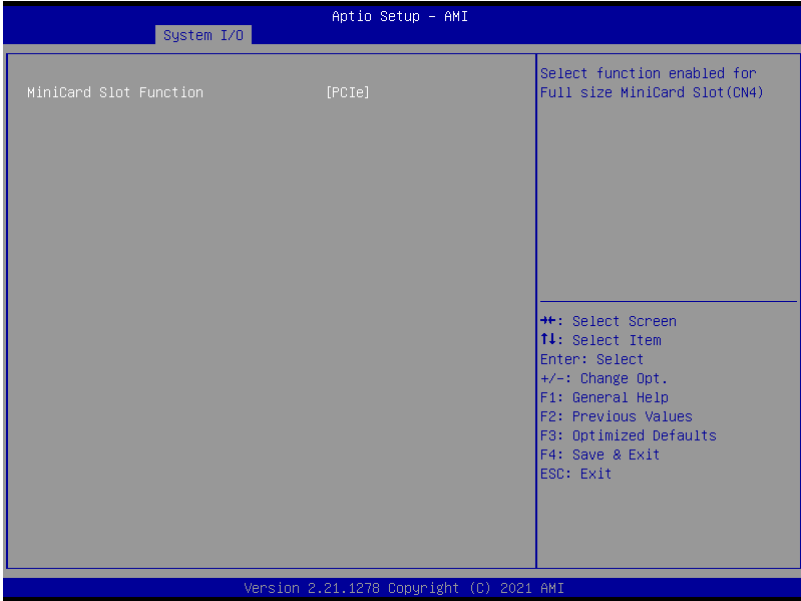 Aptio Setup - AMI
System I/O
MiniCard Slot Function [PCIe]
Select function enabled for
Full size MiniCard Slot(CN4)
→←: Select Screen
↑↓: Select Item
Enter: Select
+/-: Change Opt.
F1: General Help
F2: Previous Values
F3: Optimized Defaults
F4: Save & Exit
ESC: Exit
Version 2.21.1278 Copyright (C) 2021 AMI